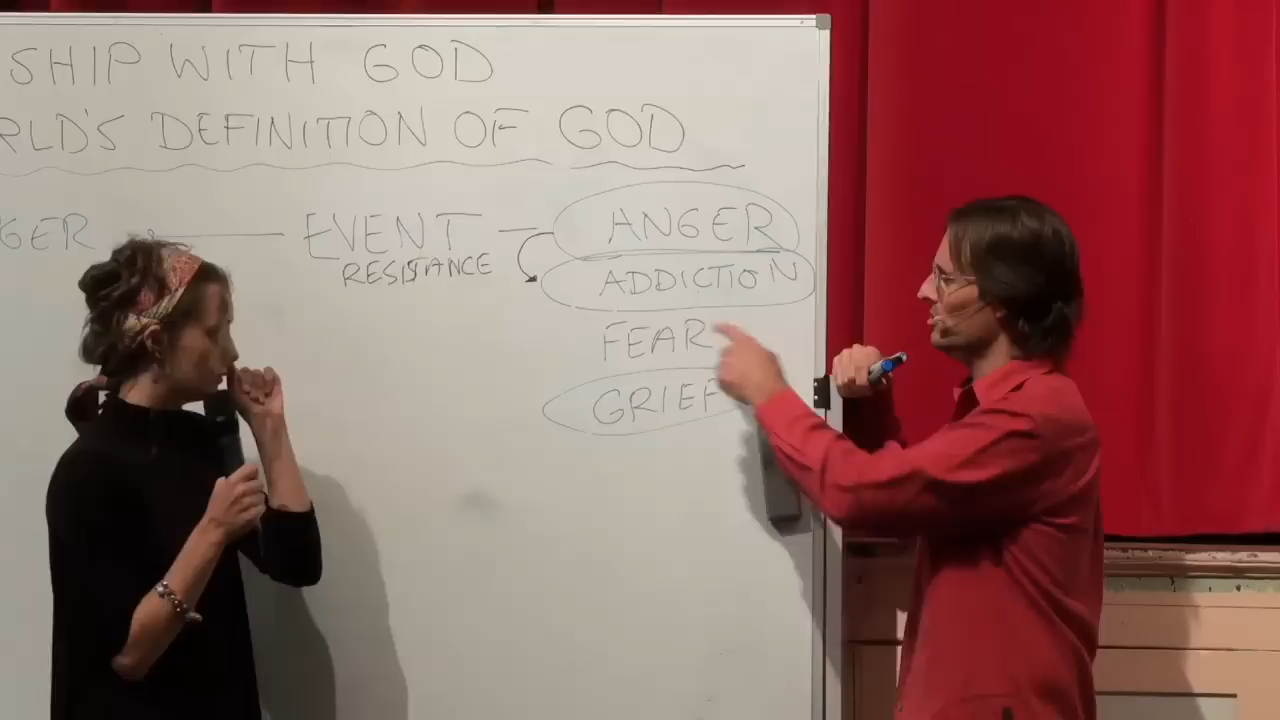 SHIP WITH GOD
RLD'S DEFINITION OF GOD
GER — EVENT — ANGER
RESISTANCE ADDICTION
FEAR
GRIEF